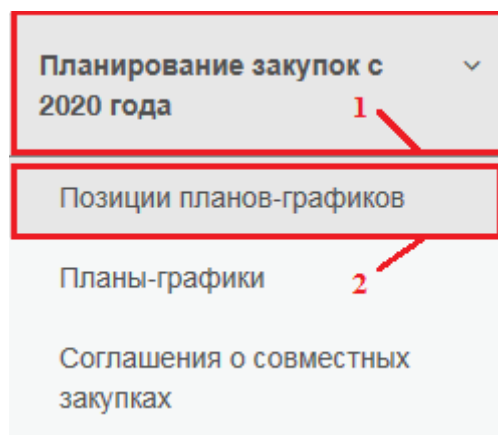 Планирование закупок с
2020 года
1
Позиции планов-графиков
Планы-графики
2
Соглашения о совместных
закупках